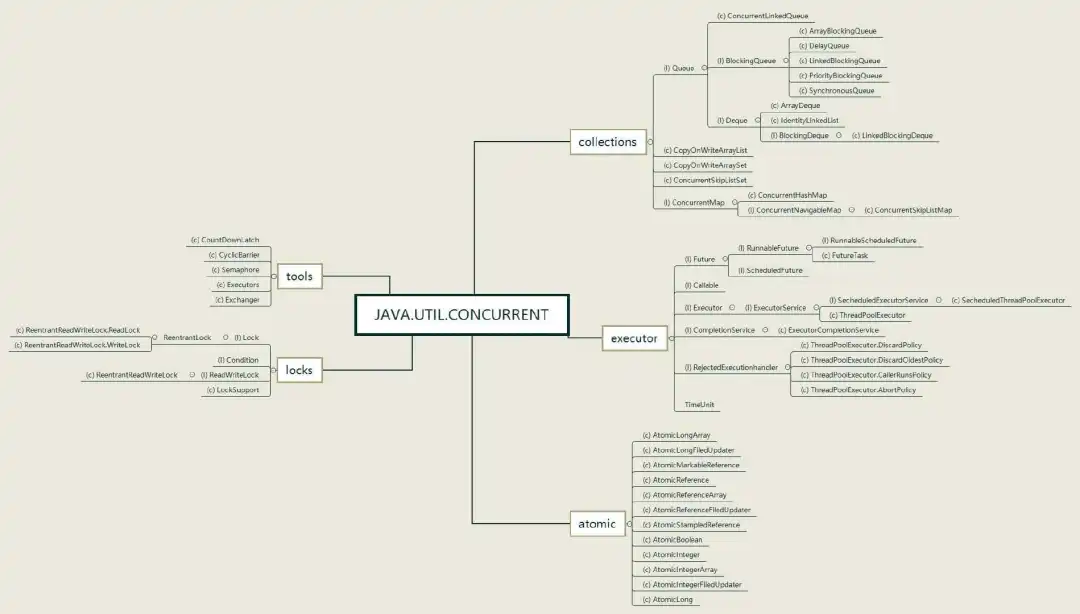 JAVA.UTIL.CONCURRENT
collections
(I) Queue
(c) ConcurrentLinkedQueue
(I) BlockingQueue
(c) ArrayBlockingQueue
(c) DelayQueue
(c) LinkedBlockingQueue
(c) PriorityBlockingQueue
(c) SynchronousQueue
(I) Deque
(c) ArrayDeque
(c) IdentityLinkedList
(I) BlockingDeque
(c) LinkedBlockingDeque
(c) CopyOnWriteArrayList
(c) CopyOnWriteArraySet
(c) ConcurrentSkipListSet
(I) ConcurrentMap
(c) ConcurrentHashMap
(I) ConcurrentNavigableMap
(c) ConcurrentSkipListMap
executor
(I) Future
(I) RunnableFuture
(I) RunnableScheduledFuture
(c) FutureTask
(I) ScheduledFuture
(I) Callable
(I) Executor
(I) ExecutorService
(I) SecheduledExecutorService
(c) SecheduledThreadPoolExecutor
(c) ThreadPoolExecutor
(I) CompletionService
(c) ExecutorCompletionService
(I) RejectedExecutionhandler
(c) ThreadPoolExecutor.DiscardPolicy
(c) ThreadPoolExecutor.DiscardOldestPolicy
(c) ThreadPoolExecutor.CallerRunsPolicy
(c) ThreadPoolExecutor.AbortPolicy
TimeUnit
atomic
(c) AtomicLongArray
(c) AtomicLongFiledUpdater
(c) AtomicMarkableReference
(c) AtomicReference
(c) AtomicReferenceArray
(c) AtomicReferenceFiledUpdater
(c) AtomicStampedReference
(c) AtomicBoolean
(c) AtomicInteger
(c) AtomicIntegerArray
(c) AtomicIntegerFiledUpdater
(c) AtomicLong
tools
(c) CountDownLatch
(c) CyclicBarrier
(c) Semaphore
(c) Executors
(c) Exchanger
locks
(I) Lock
ReentrantLock
(c) ReentrantReadWriteLock.ReadLock
(c) ReentrantReadWriteLock.WriteLock
(I) Condition
(I) ReadWriteLock
(c) ReentrantReadWriteLock
(c) LockSupport